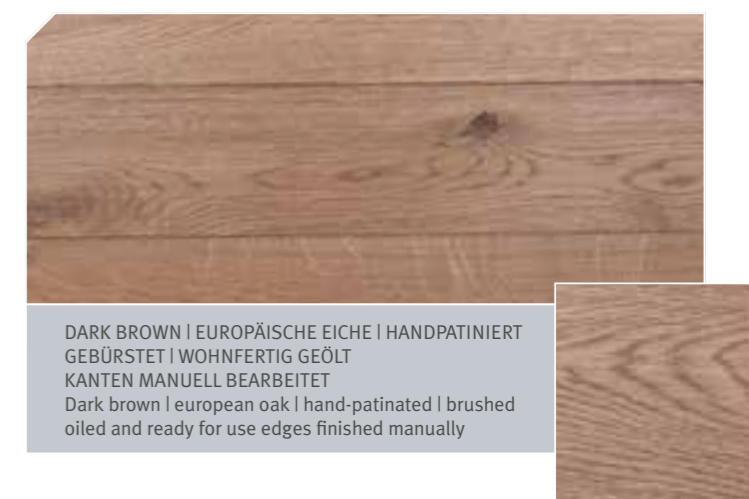 DARK BROWN | EUROPÄISCHE EICHE | HANDPATINIERT
GEBÜRSTET | WOHNFERTIG GEÖLT
KANTEN MANUELL BEARBEITET
Dark brown | european oak | hand-patinated | brushed
oiled and ready for use edges finished manually